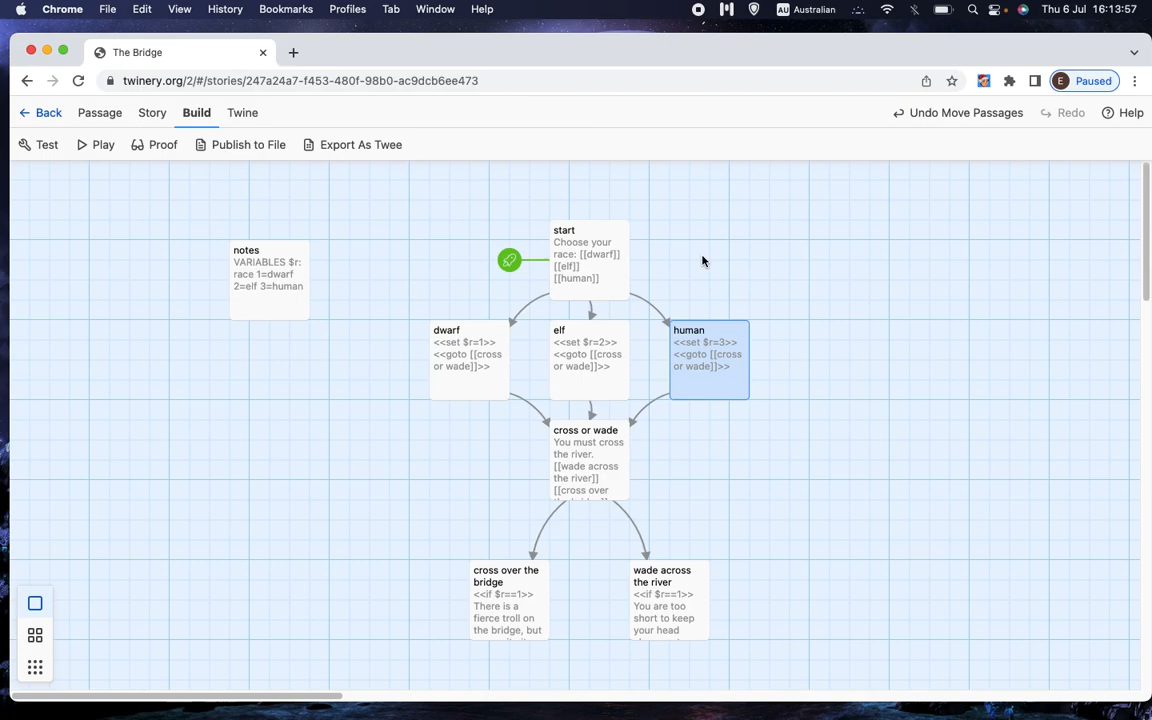 Chrome File Edit View History Bookmarks Profiles Tab Window Help AU Australian Thu 6 Jul 16:13:57
The Bridge
twinery.org/2/#/stories/247a24a7-f453-480f-98b0-ac9dcb6ee473 E Paused
Back Passage Story Build Twine Undo Move Passages Redo Help
Test Play Proof Publish to File Export As Twee
start
Choose your
race: [[dwarf]]
[[elf]]
[[human]]
notes
VARIABLES $r:
race 1=dwarf
2=elf 3=human
dwarf
<<set $r=1>>
<<goto [[cross
or wade]]>>
elf
<<set $r=2>>
<<goto [[cross
or wade]]>>
human
<<set $r=3>>
<<goto [[cross
or wade]]>>
cross or wade
You must cross
the river.
[[wade across
the river]]
[[cross over
cross over the
bridge
<<if $r==1>>
There is a
fierce troll on
the bridge, but
wade across
the river
<<if $r==1>>
You are too
short to keep
your head